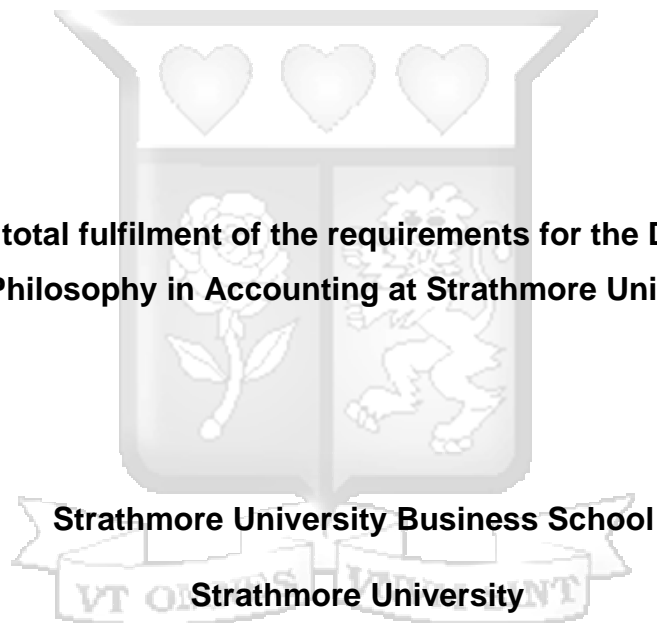 total fulfilment of the requirements for the D
Philosophy in Accounting at Strathmore Uni
Strathmore University Business School
VT
Strathmore University